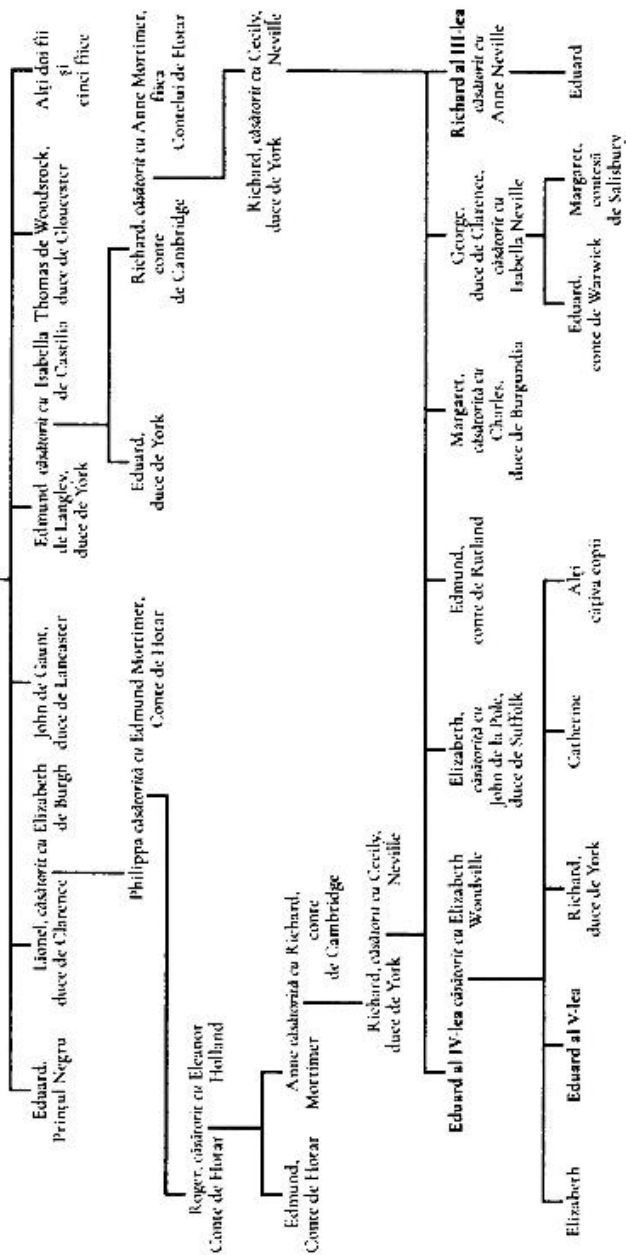 Eduard,
Prințul Negru
Lionel, căsătorit cu Elizabeth
duce de Clarence de Burgh
John de Gaunt,
duce de Lancaster
Edmund căsătorit cu Isabella
de Langley, de Castilia
duce de York
Thomas de Woodstock,
duce de Gloucester
Alți doi fii
și
cinci fiice
Philippa căsătorită cu Edmund Mortimer,
Conte de Hotar
Eduard,
duce de York
Richard, căsătorit cu Anne Mortimer,
conte fiica
de Cambridge Contelui de Hotar
Roger, căsătorit cu Eleanor
Conte de Hotar Holland
Richard, căsătorit cu Cecily,
duce de York Neville
Edmund,
Conte de Hotar
Anne căsătorită cu Richard,
Mortimer conte
de Cambridge
Richard, căsătorit cu Cecily,
duce de York Neville
Eduard al IV-lea căsătorit cu Elizabeth
Woodville
Elizabeth,
căsătorită cu
John de la Pole,
duce de Suffolk
Edmund,
conte de Rutland
Margaret,
căsătorită cu
Charles,
duce de Burgundia
George,
duce de Clarence,
căsătorit cu
Isabella Neville
Richard al III-lea
căsătorit cu
Anne Neville
Elizabeth
Eduard al V-lea
Richard,
duce de York
Catherine
Alți
câțiva copii
Eduard,
conte de Warwick
Margaret,
contesă
de Salisbury
Eduard